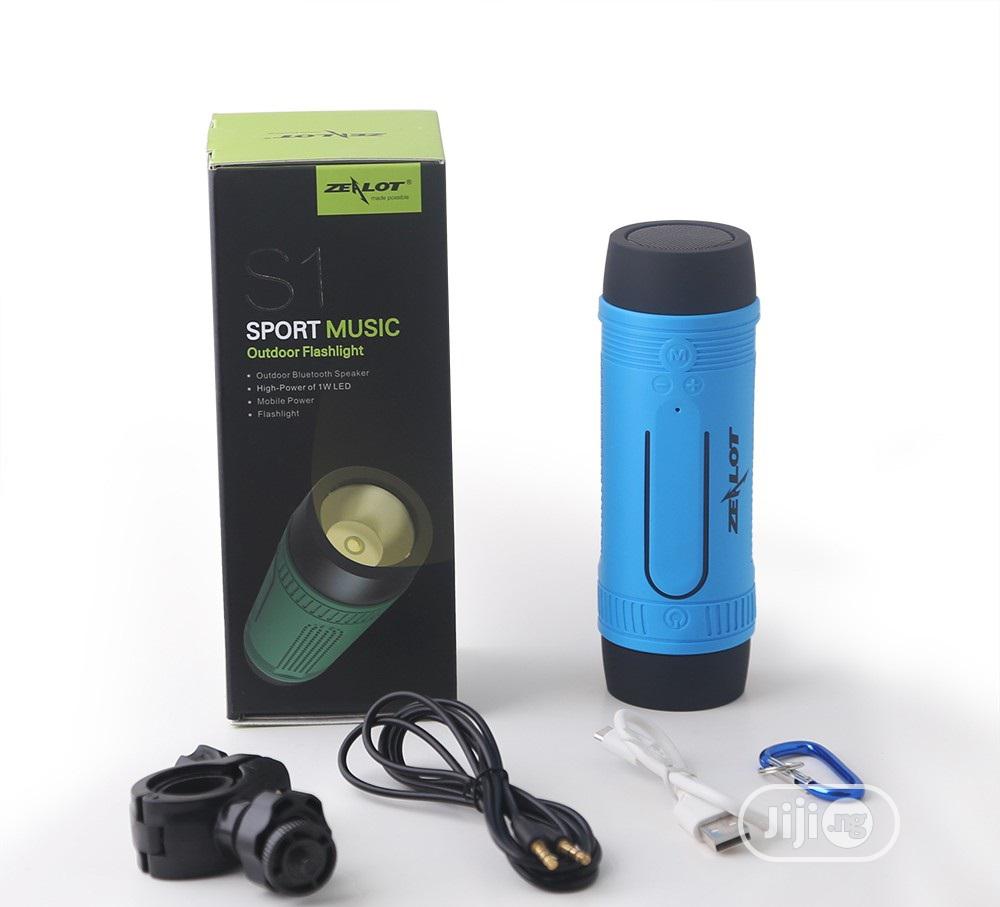 ZEALOT
ZEALOT®
made possible
S1
SPORT MUSIC
Outdoor Flashlight
• Outdoor Bluetooth Speaker
• High-Power of 1W LED
• Mobile Power
• Flashlight
M
− +
ZEALOT
Jiji.ng